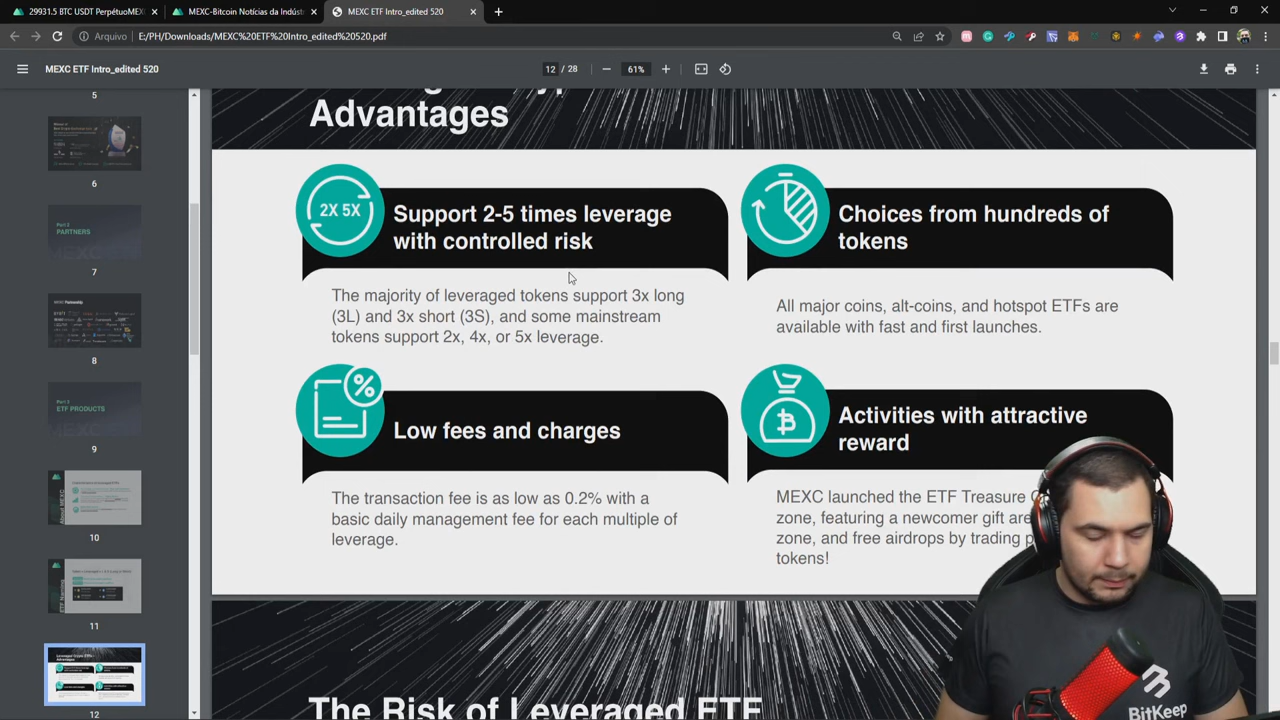 29931.5 BTC USDT PerpétuoMEX
MEXC-Bitcoin Notícias da Indúst
MEXC ETF Intro_edited 520
Arquivo
E:/PH/Downloads/MEXC%20ETF%20Intro_edited%20520.pdf
MEXC ETF Intro_edited 520
12 / 28
61%
Advantages
2X 5X
Support 2-5 times leverage
with controlled risk
The majority of leveraged tokens support 3x long
(3L) and 3x short (3S), and some mainstream
tokens support 2x, 4x, or 5x leverage.
Choices from hundreds of
tokens
All major coins, alt-coins, and hotspot ETFs are
available with fast and first launches.
Low fees and charges
The transaction fee is as low as 0.2% with a
basic daily management fee for each multiple of
leverage.
Activities with attractive
reward
MEXC launched the ETF Treasure
zone, featuring a newcomer gift are
zone, and free airdrops by trading p
tokens!
The Risk of Leveraged ETF
BitKeep
5
6
PARTNERS
7
8
ETF PRODUCTS
9
10
11
12